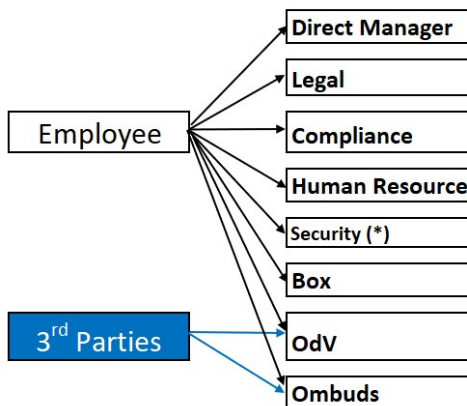 Direct Manager
Legal
Employee
Compliance
Human Resource
Security (*)
Box
3rd Parties
OdV
Ombuds